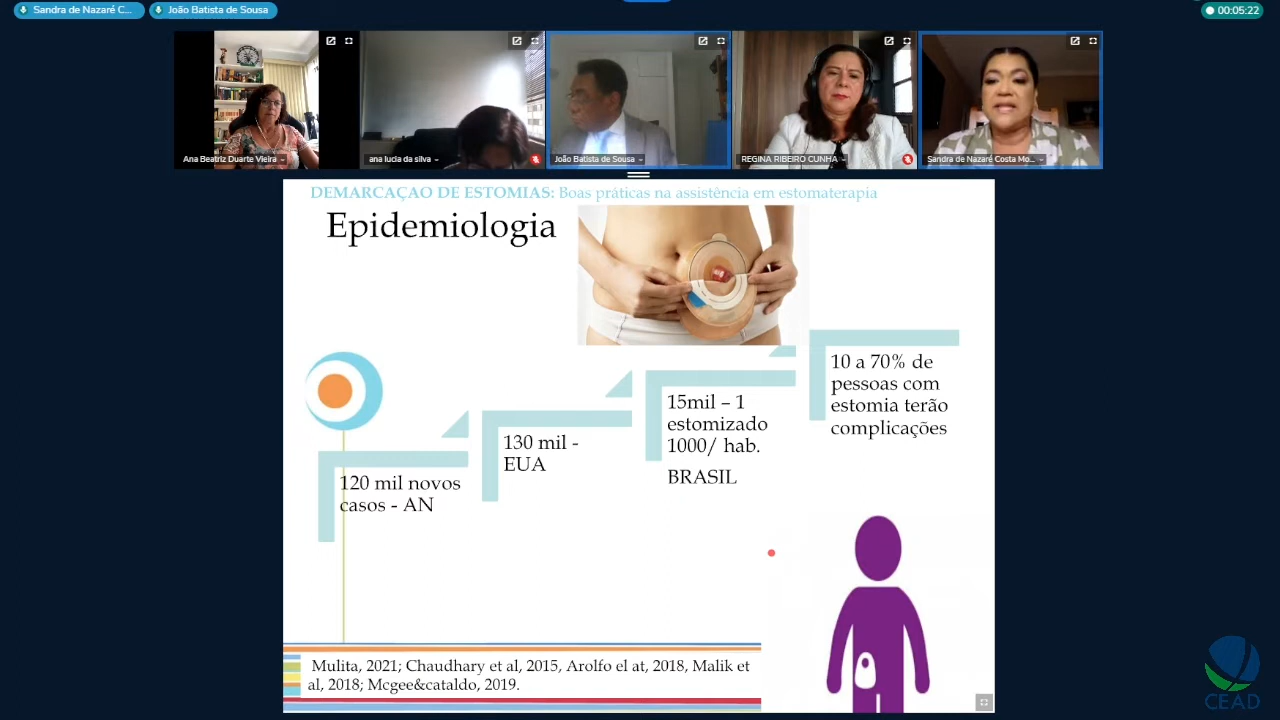 Sandra de Nazaré C...
João Batista de Sousa
00:05:22
Ana Beatriz Duarte Vieira
ana lucia da silva
João Batista de Sousa
REGINA RIBEIRO CUNHA
Sandra de Nazaré Costa Mo...
DEMARCAÇAO DE ESTOMIAS: Boas práticas na assistência em estomaterapia
Epidemiologia
120 mil novos
casos - AN
130 mil -
EUA
15mil – 1
estomizado
1000/ hab.
BRASIL
10 a 70% de
pessoas com
estomia terão
complicações
Mulita, 2021; Chaudhary et al, 2015, Arolfo el at, 2018, Malik et
al, 2018; Mcgee&cataldo, 2019.
CEAD